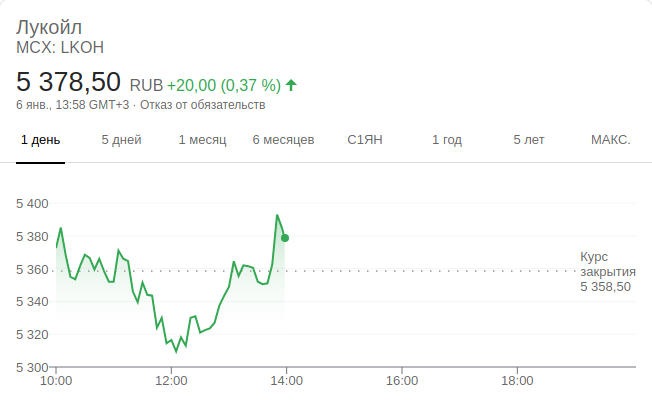 Лукойл
MCX: LKOH
5 378,50 RUB +20,00 (0,37 %)
6 янв., 13:58 GMT+3 · Отказ от обязательств
1 день 5 дней 1 месяц 6 месяцев С1ЯН 1 год 5 лет МАКС.
5 400
5 380
5 360
5 340
5 320
5 300
Курс
закрытия
5 358,50
10:00 12:00 14:00 16:00 18:00